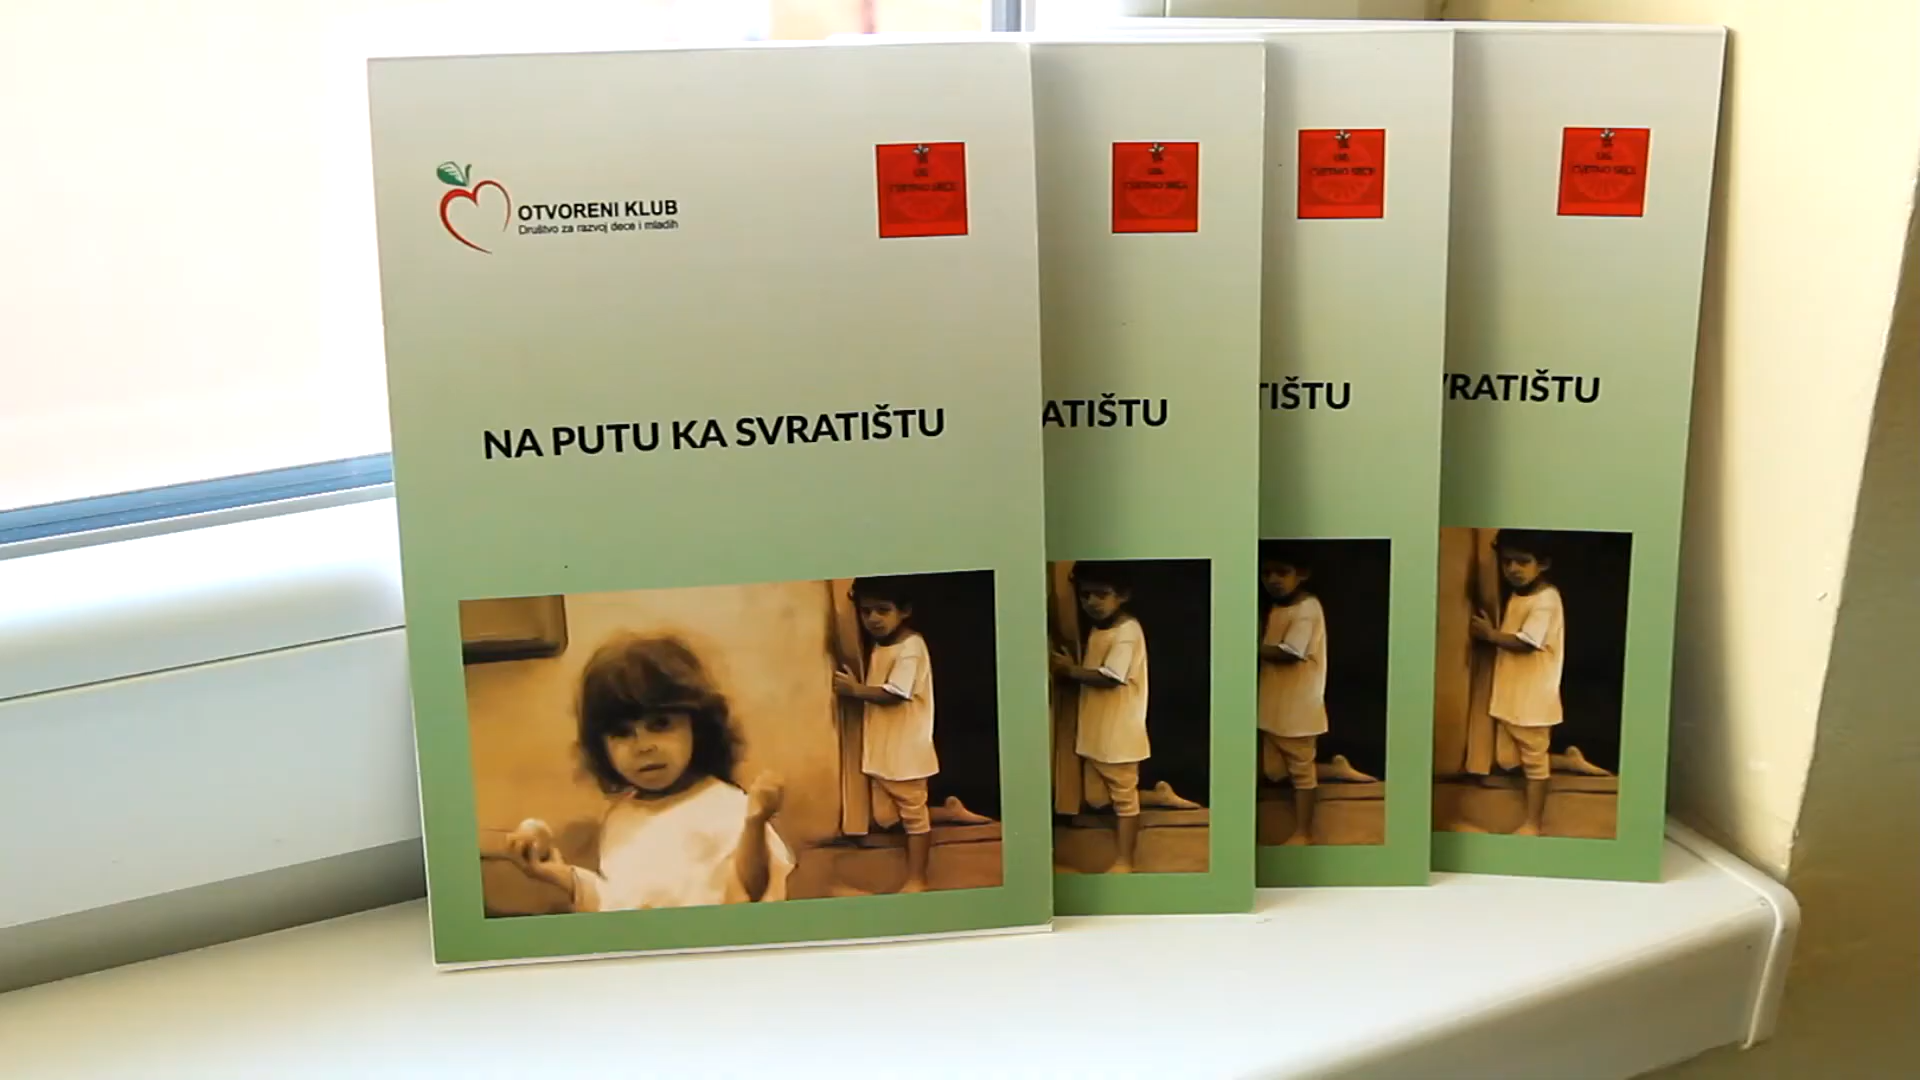 OTVORENI KLUB
Društvo za razvoj dece i mladih
NA PUTU KA SVRATIŠTU
ATIŠTU
TIŠTU
VRATIŠTU